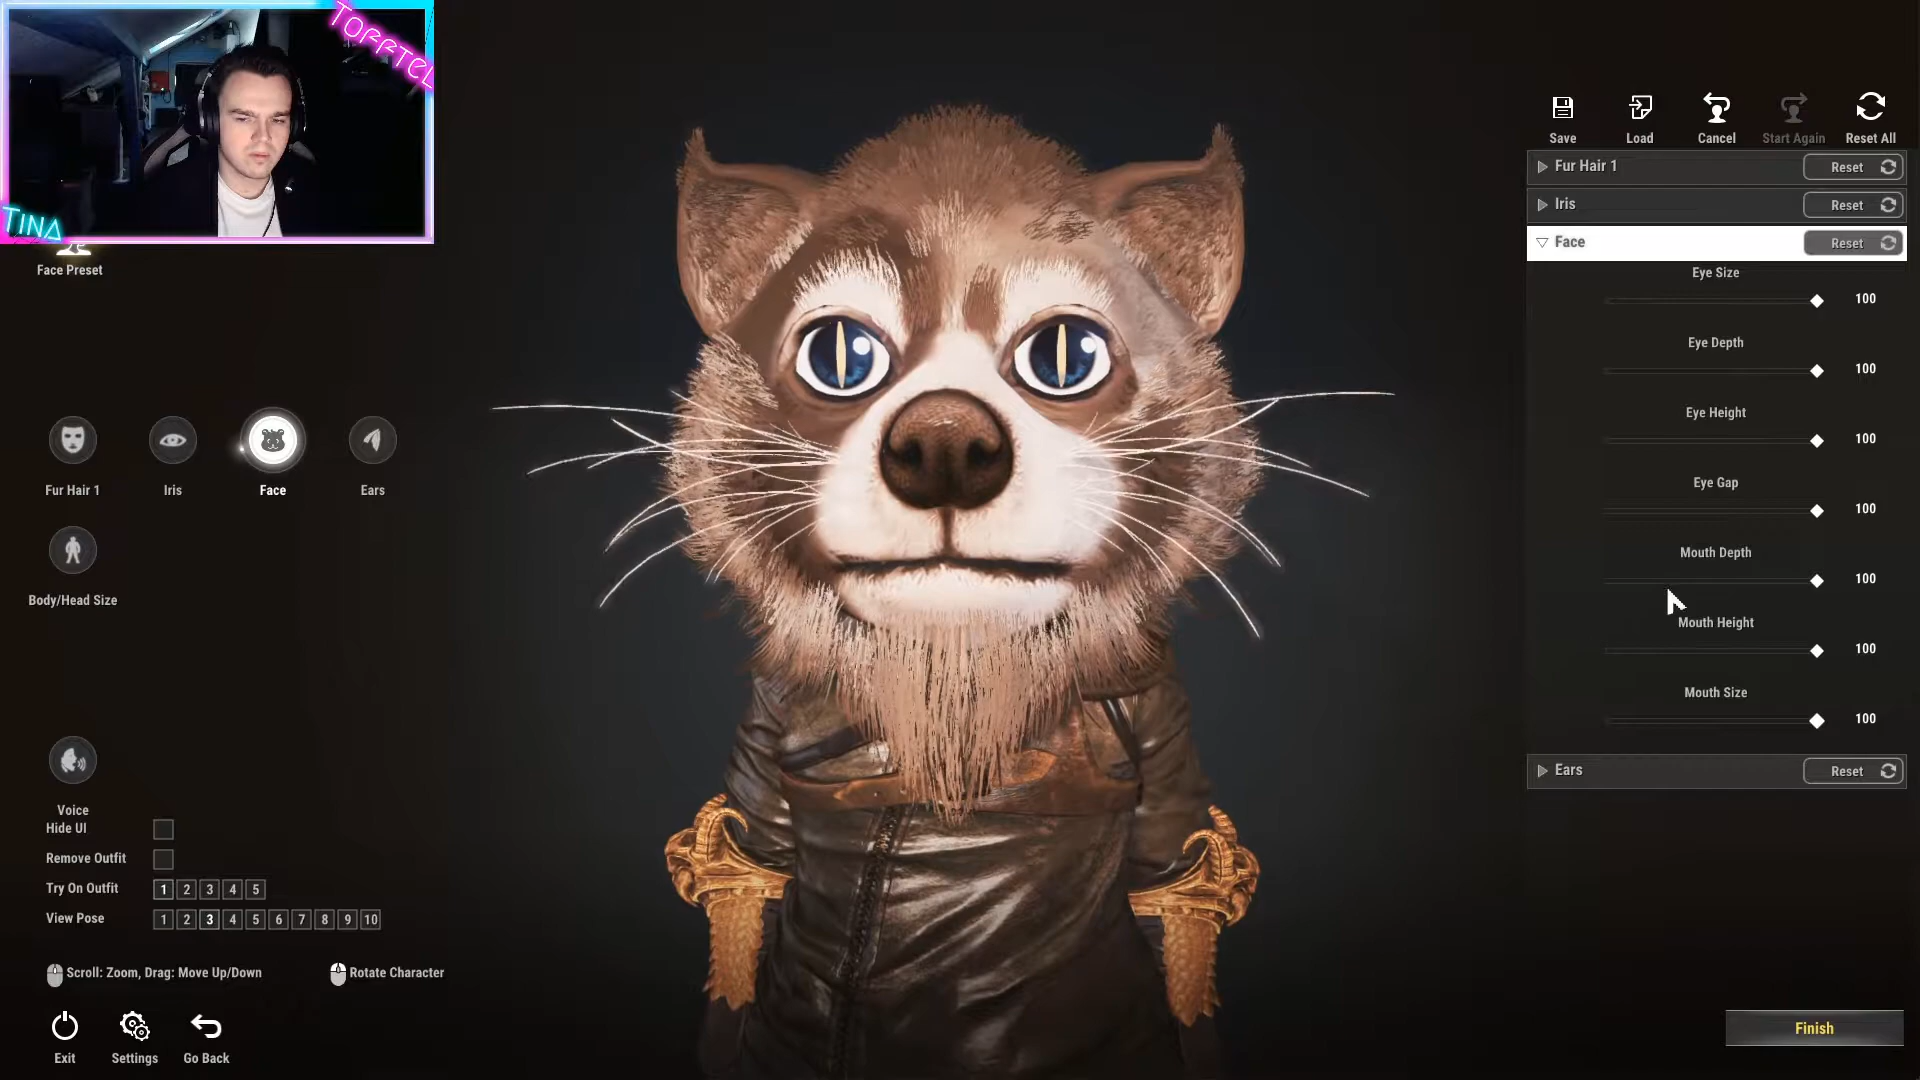 TOFFTEL
TINA
Face Preset
Fur Hair 1
Iris
Face
Ears
Body/Head Size
Voice
Hide UI
Remove Outfit
Try On Outfit 1 2 3 4 5
View Pose 1 2 3 4 5 6 7 8 9 10
Scroll: Zoom, Drag: Move Up/Down
Rotate Character
Exit
Settings
Go Back
Save
Load
Cancel
Start Again
Reset All
Fur Hair 1 Reset
Iris Reset
Face Reset
Eye Size
100
Eye Depth
100
Eye Height
100
Eye Gap
100
Mouth Depth
100
Mouth Height
100
Mouth Size
100
Ears Reset
Finish